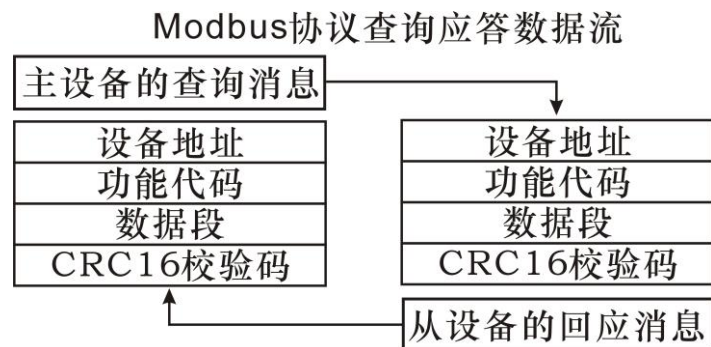 Modbus协议查询应答数据流
主设备的查询消息
设备地址
功能代码
数据段
CRC16校验码
设备地址
功能代码
数据段
CRC16校验码
从设备的回应消息